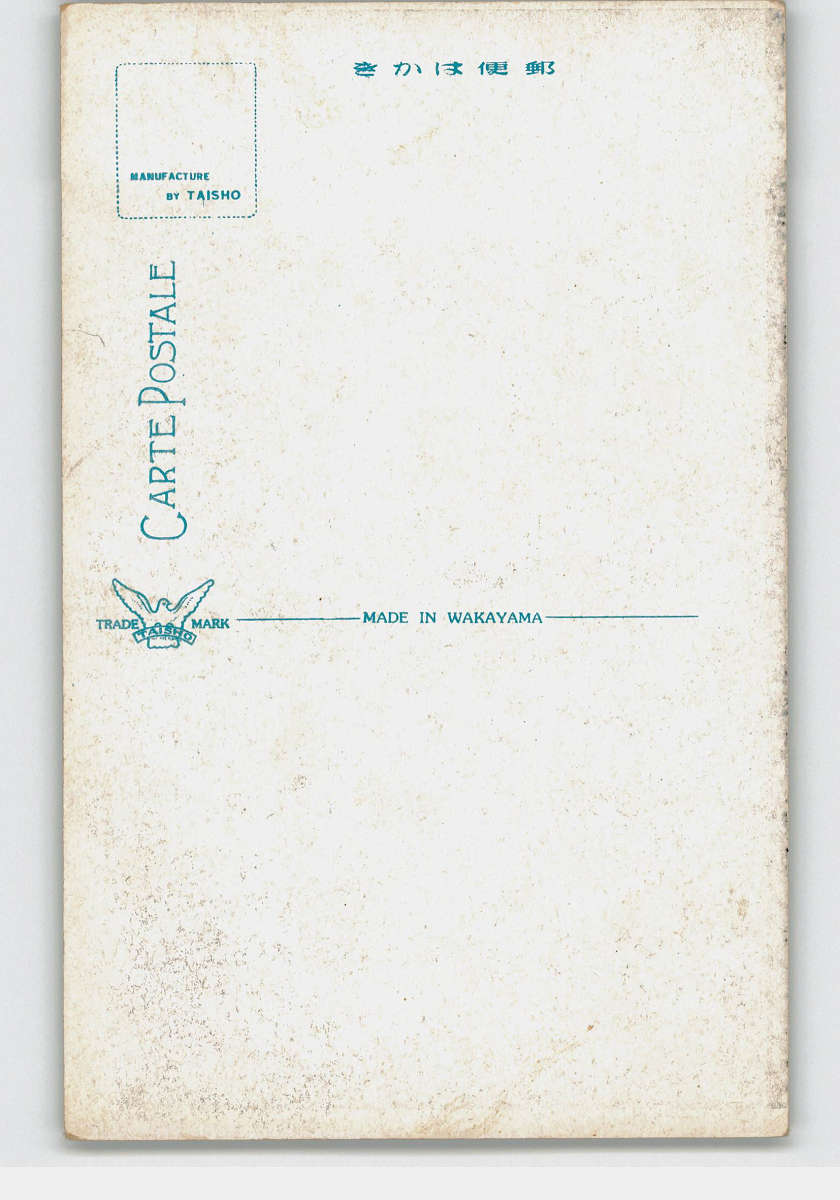 郵便はかき
MANUFACTURE
BY TAISHO
CARTE POSTALE
TRADE MARK
TAISHO
MADE IN WAKAYAMA